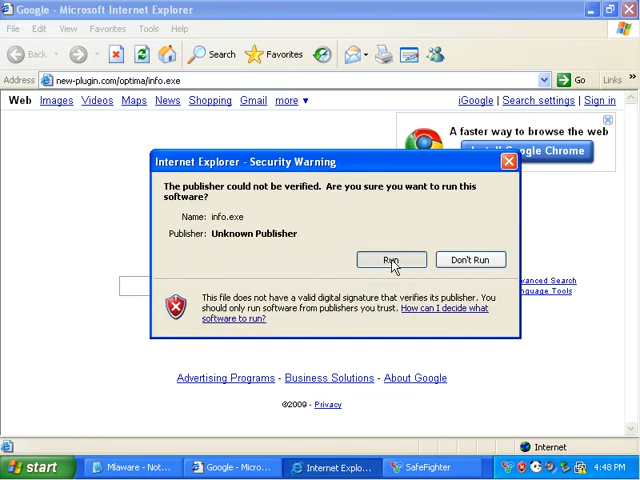 Google - Microsoft Internet Explorer
File Edit View Favorites Tools Help
Back Search Favorites
Address new-plugin.com/optima/info.exe Go Links »
Web Images Videos Maps News Shopping Gmail more ▼ iGoogle | Search settings | Sign in
A faster way to browse the web
Install Google Chrome
Internet Explorer - Security Warning
The publisher could not be verified. Are you sure you want to run this
software?
Name: info.exe
Publisher: Unknown Publisher
Run Don't Run
Advanced Search
Language Tools
This file does not have a valid digital signature that verifies its publisher. You
should only run software from publishers you trust. How can I decide what
software to run?
Advertising Programs - Business Solutions - About Google
©2009 - Privacy
Internet
start Mlaware - Not... Google - Micro... Internet Explo... SafeFighter 4:48 PM